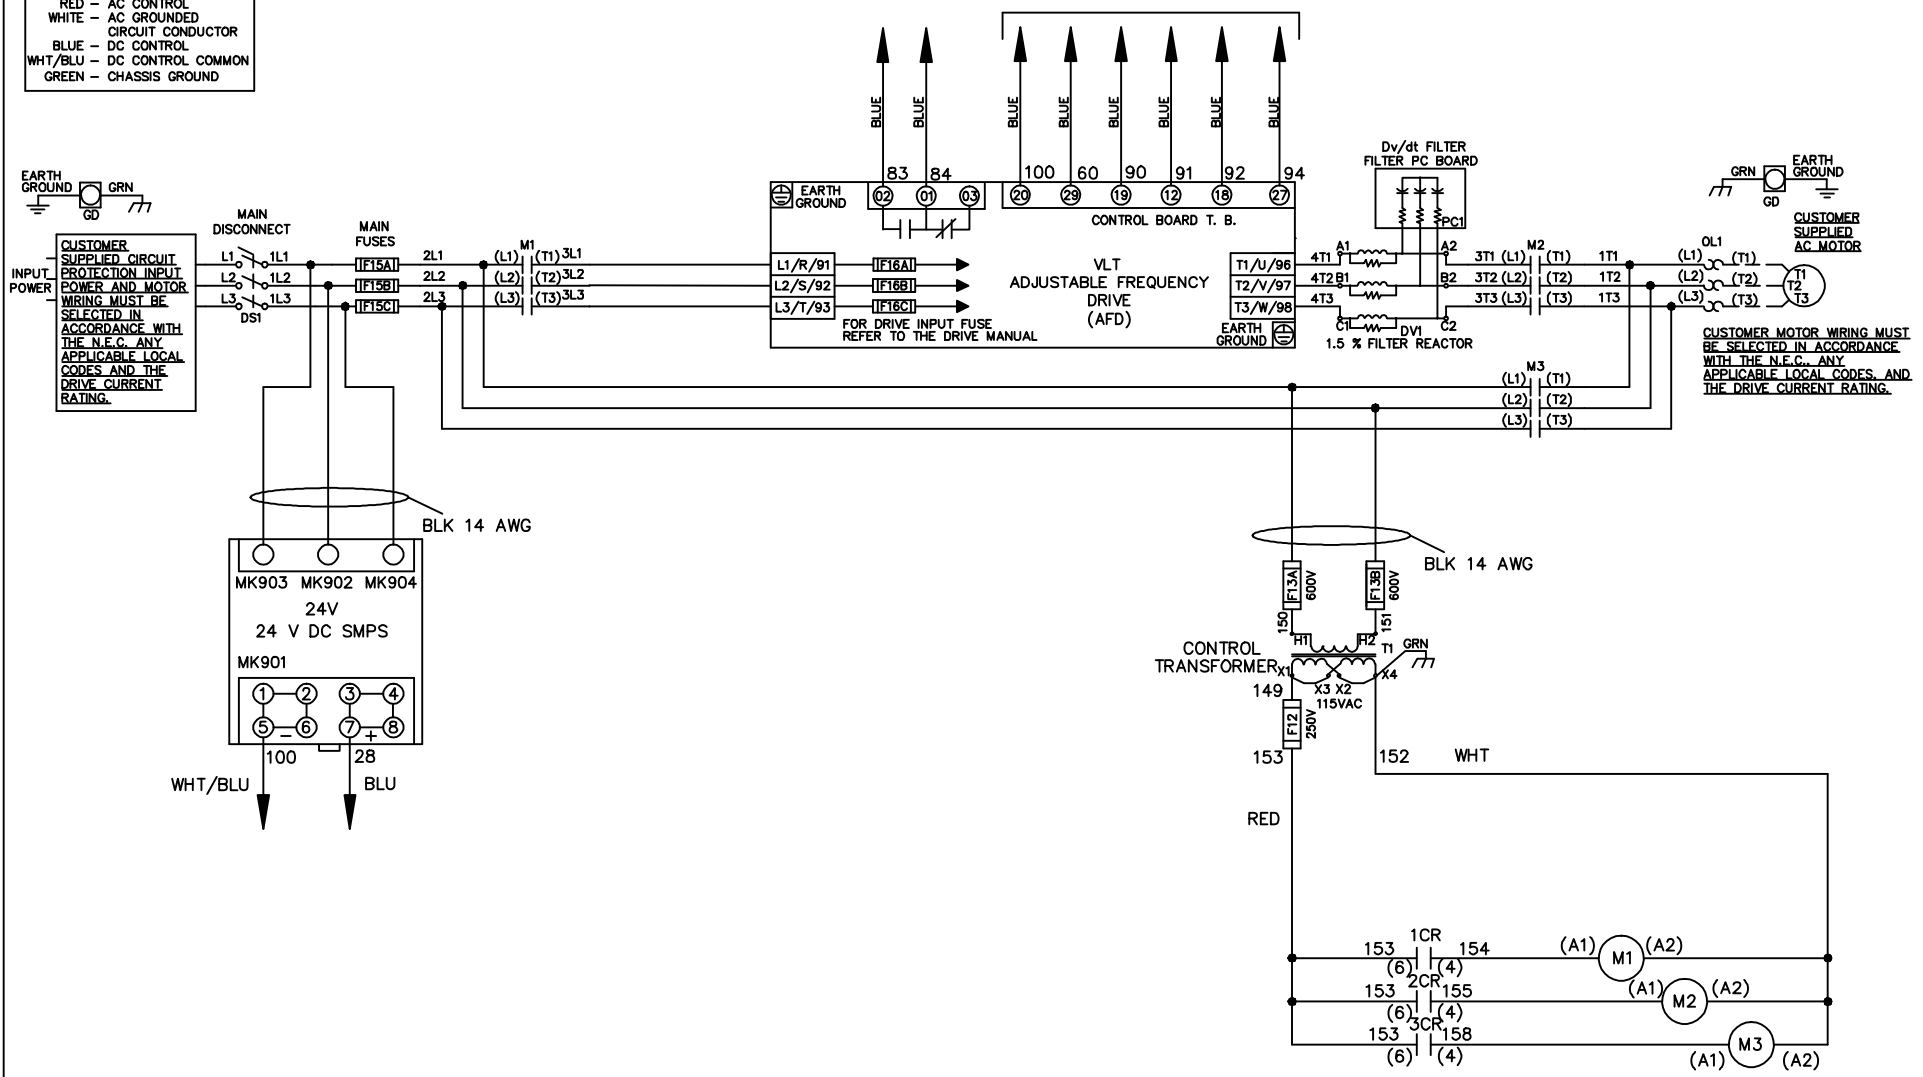 RED – AC CONTROL
WHITE – AC GROUNDED
CIRCUIT CONDUCTOR
BLUE – DC CONTROL
WHT/BLU – DC CONTROL COMMON
GREEN – CHASSIS GROUND
BLUE
BLUE
BLUE
BLUE
BLUE
BLUE
BLUE
BLUE
83
84
100
60
90
91
92
94
EARTH
GROUND
02
01
03
20
29
19
12
18
27
CONTROL BOARD T. B.
EARTH
GROUND
GRN
GD
MAIN
DISCONNECT
MAIN
FUSES
INPUT
POWER
CUSTOMER
SUPPLIED CIRCUIT
PROTECTION INPUT
POWER AND MOTOR
WIRING MUST BE
SELECTED IN
ACCORDANCE WITH
THE N.E.C. ANY
APPLICABLE LOCAL
CODES AND THE
DRIVE CURRENT
RATING.
L1
1L1
F15A
2L1
(L1)
M1
(T1)
3L1
L2
1L2
F15B
2L2
(L2)
(T2)
3L2
L3
1L3
F15C
2L3
(L3)
(T3)
3L3
DS1
L1/R/91
F16A
L2/S/92
F16B
L3/T/93
F16C
VLT
ADJUSTABLE FREQUENCY
DRIVE
(AFD)
FOR DRIVE INPUT FUSE
REFER TO THE DRIVE MANUAL
T1/U/96
T2/V/97
T3/W/98
EARTH
GROUND
Dv/dt FILTER
FILTER PC BOARD
PC1
4T1
A1
A2
4T2
B1
B2
4T3
C1
C2
DV1
1.5 % FILTER REACTOR
M2
3T1
(L1)
(T1)
1T1
3T2
(L2)
(T2)
1T2
3T3
(L3)
(T3)
1T3
GRN
EARTH
GROUND
GD
CUSTOMER
SUPPLIED
AC MOTOR
OL1
(L1)
(T1)
(L2)
(T2)
(L3)
(T3)
T1
T2
T3
CUSTOMER MOTOR WIRING MUST
BE SELECTED IN ACCORDANCE
WITH THE N.E.C., ANY
APPLICABLE LOCAL CODES, AND
THE DRIVE CURRENT RATING.
M3
(L1)
(T1)
(L2)
(T2)
(L3)
(T3)
BLK 14 AWG
MK903
MK902
MK904
24V
24 V DC SMPS
MK901
1
2
3
4
5
6
7
8
–
+
100
28
WHT/BLU
BLU
BLK 14 AWG
F13A
600V
F13B
600V
150
151
H1
H2
T1
GRN
CONTROL
TRANSFORMER
X1
X3
X2
X4
115VAC
149
F12
250V
153
152
WHT
RED
1CR
153
154
(6)
(4)
(A1)
M1
(A2)
2CR
153
155
(6)
(4)
(A1)
M2
(A2)
3CR
153
158
(6)
(4)
(A1)
M3
(A2)